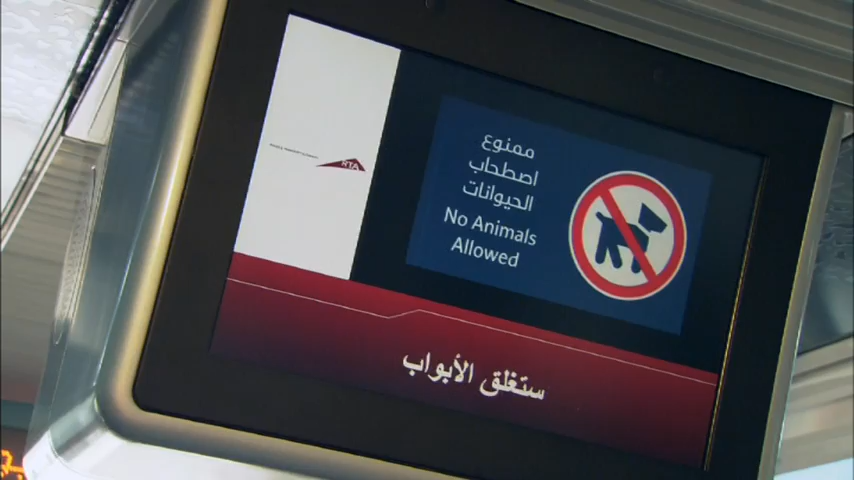 RTA
ممنوع
اصطحاب
الحيوانات
No Animals
Allowed
ستغلق الأبواب